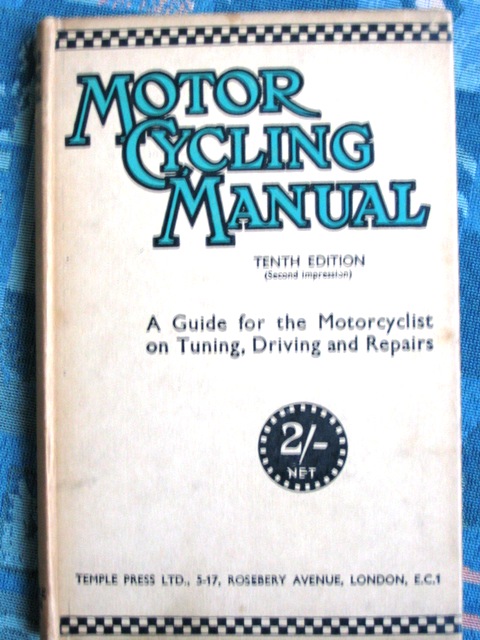 MOTOR
CYCLING
MANUAL
TENTH EDITION
(Second Impression)
A Guide for the Motorcyclist
on Tuning, Driving and Repairs
2/-
NET
TEMPLE PRESS LTD., 5-17, ROSEBERY AVENUE, LONDON, E.C.1